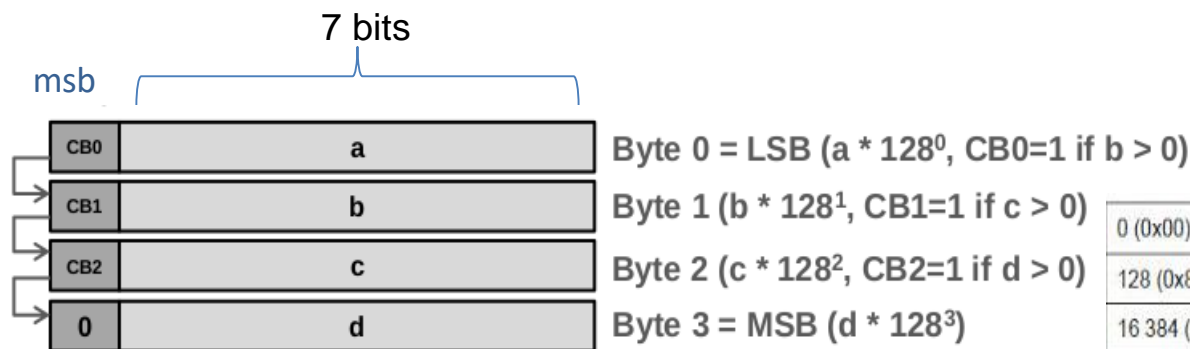 7 bits
msb
CB0 a Byte 0 = LSB (a * 128⁰, CB0=1 if b > 0)
CB1 b Byte 1 (b * 128¹, CB1=1 if c > 0)
0 (0x00)
CB2 c Byte 2 (c * 128², CB2=1 if d > 0)
128 (0x8
0 d Byte 3 = MSB (d * 128³)
16 384 (